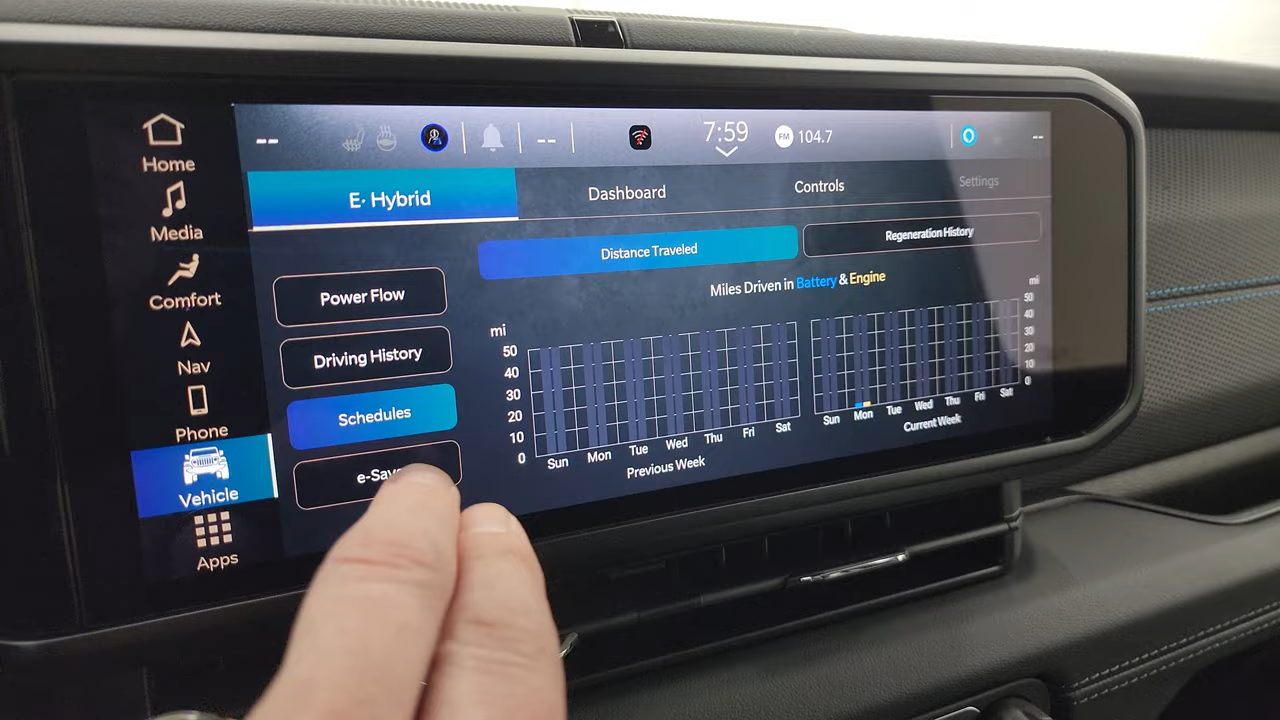 Home
Media
Comfort
Nav
Phone
Vehicle
Apps
-- -- 7:59 FM 104.7 --
E· Hybrid Dashboard Controls Settings
Distance Traveled Regeneration History
Power Flow
Driving History
Schedules
Miles Driven in Battery & Engine
mi
50
40
30
20
10
0
Sun Mon Tue Wed Thu Fri Sat
Previous Week
mi
50
40
30
20
10
0
Sun Mon Tue Wed Thu Fri Sat
Current Week